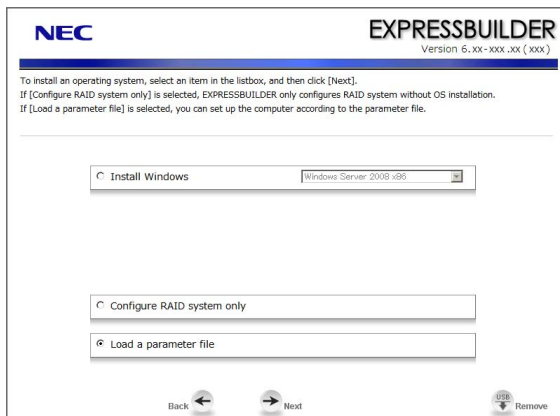 NEC
EXPRESSBUILDER
Version 6.xx-xxx.xx (xxx)
To install an operating system, select an item in the listbox, and then click [Next].
If [Configure RAID system only] is selected, EXPRESSBUILDER only configures RAID system without OS installation.
If [Load a parameter file] is selected, you can set up the computer according to the parameter file.
Install Windows
Windows Server 2008 x86
Configure RAID system only
Load a parameter file
Back
Next
USB
Remove